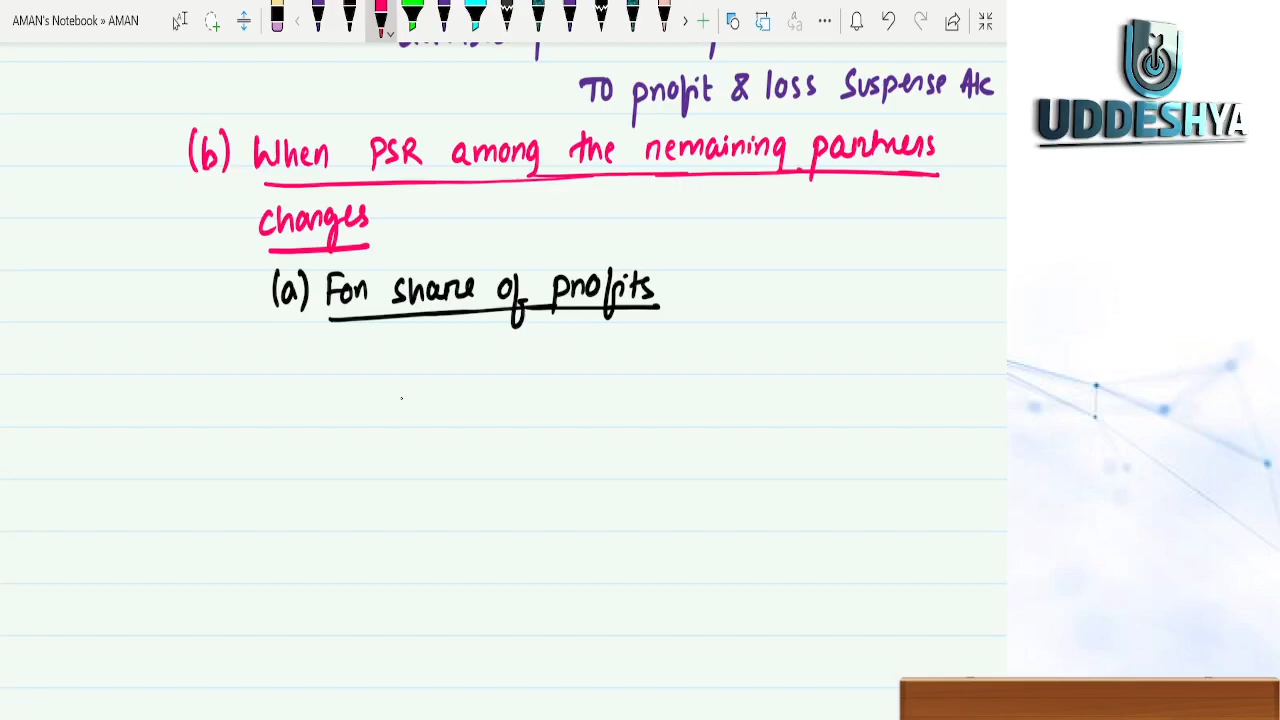 AMAN's Notebook » AMAN
To profit & loss Suspense A/c
(b) When PSR among the remaining partners
changes
(a) For share of profits
UDDESHYA